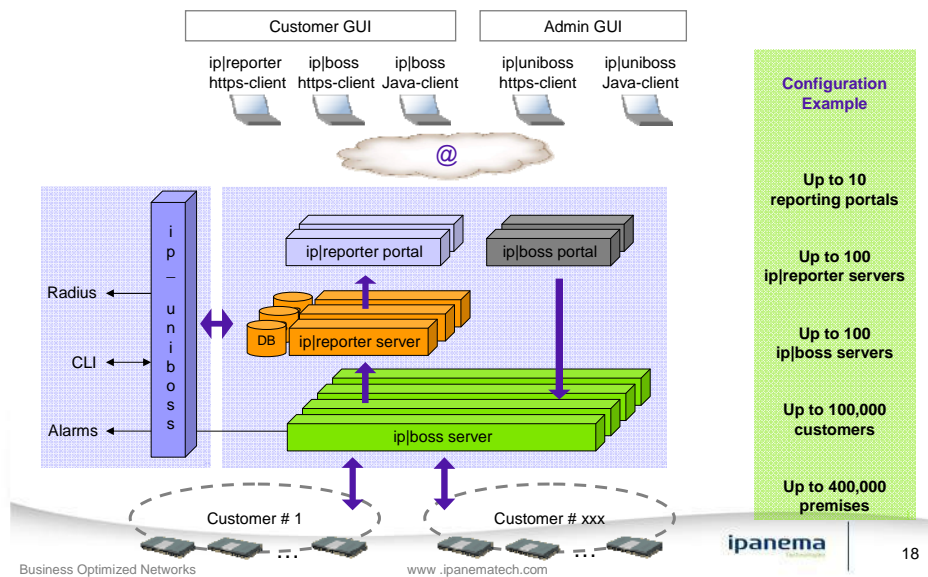 Customer GUI
Admin GUI
ip|reporter
https-client
ip|boss
https-client
ip|boss
Java-client
ip|uniboss
https-client
ip|uniboss
Java-client
@
Configuration
Example
Up to 10
reporting portals
Up to 100
ip|reporter servers
Up to 100
ip|boss servers
Up to 100,000
customers
Up to 400,000
premises
ip_uniboss
Radius
CLI
Alarms
ip|reporter portal
ip|boss portal
DB
ip|reporter server
ip|boss server
Customer # 1
Customer # xxx
...
...
Business Optimized Networks
www .ipanematech.com
ipanema
Technologies
18